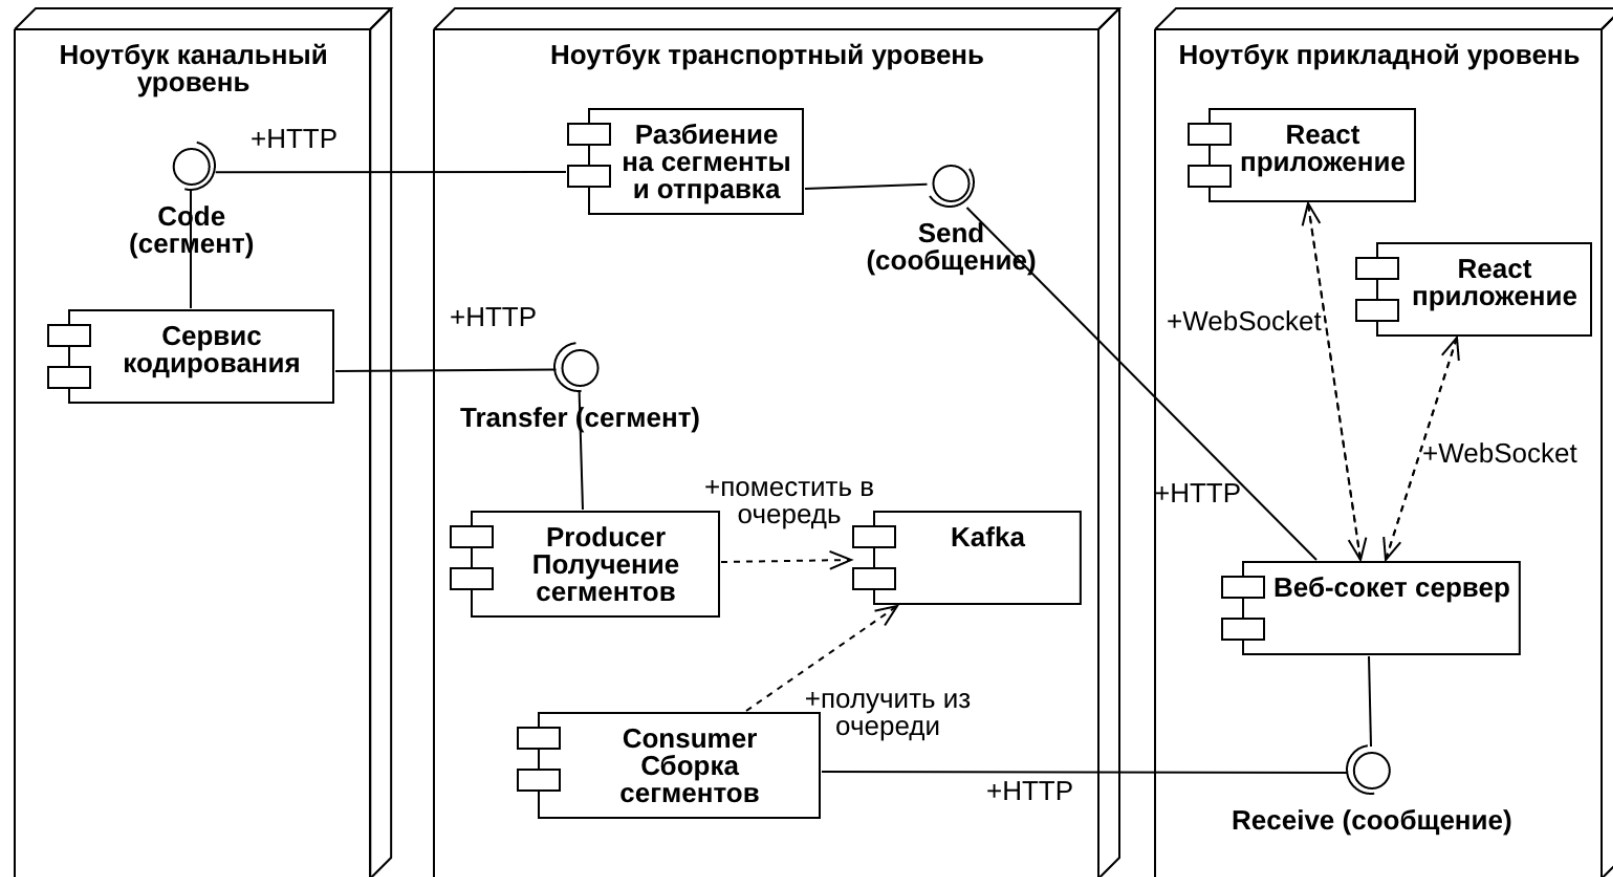 Ноутбук канальный
уровень
+HTTP
Code
(сегмент)
Сервис
кодирования
Ноутбук транспортный уровень
Разбиение
на сегменты
и отправка
Send
(сообщение)
+HTTP
Transfer (сегмент)
+поместить в
очередь
Producer
Получение
сегментов
Kafka
+получить из
очереди
Consumer
Сборка
сегментов
+HTTP
Ноутбук прикладной уровень
React
приложение
React
приложение
+WebSocket
+WebSocket
+HTTP
Веб-сокет сервер
Receive (сообщение)